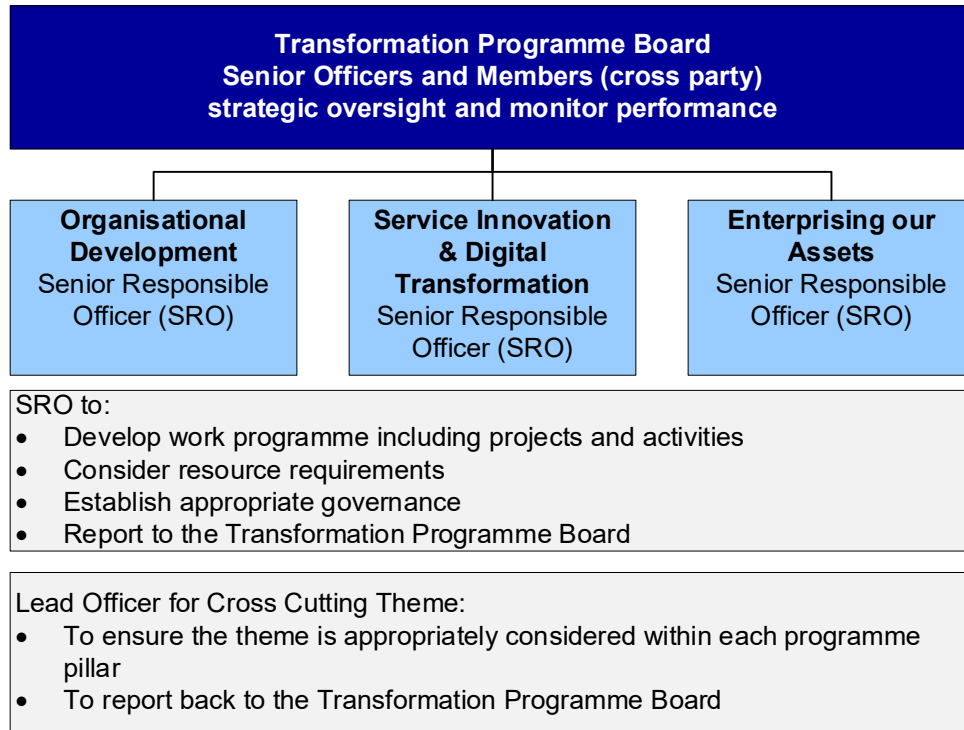 Transformation Programme Board
Senior Officers and Members (cross party)
strategic oversight and monitor performance
Organisational
Development
Senior Responsible
Officer (SRO)
Service Innovation
& Digital
Transformation
Senior Responsible
Officer (SRO)
Enterprising our
Assets
Senior Responsible
Officer (SRO)
SRO to:
• Develop work programme including projects and activities
• Consider resource requirements
• Establish appropriate governance
• Report to the Transformation Programme Board
Lead Officer for Cross Cutting Theme:
• To ensure the theme is appropriately considered within each programme
pillar
• To report back to the Transformation Programme Board